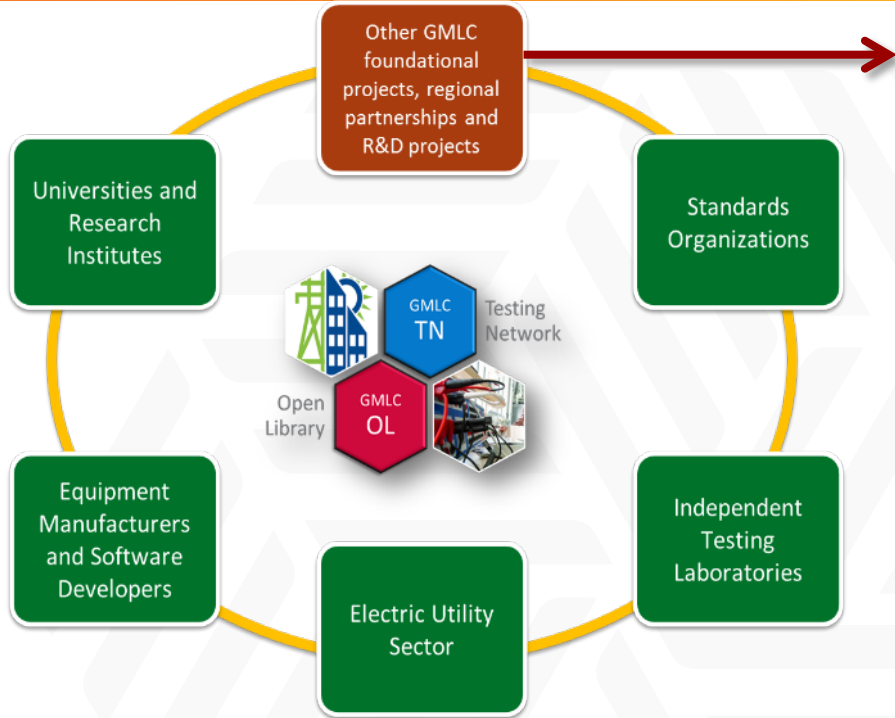 Other GMLC
foundational
projects, regional
partnerships and
R&D projects
Universities and
Research
Institutes
Standards
Organizations
GMLC
TN
Testing
Network
Open
Library
GMLC
OL
Equipment
Manufacturers
and Software
Developers
Independent
Testing
Laboratories
Electric Utility
Sector